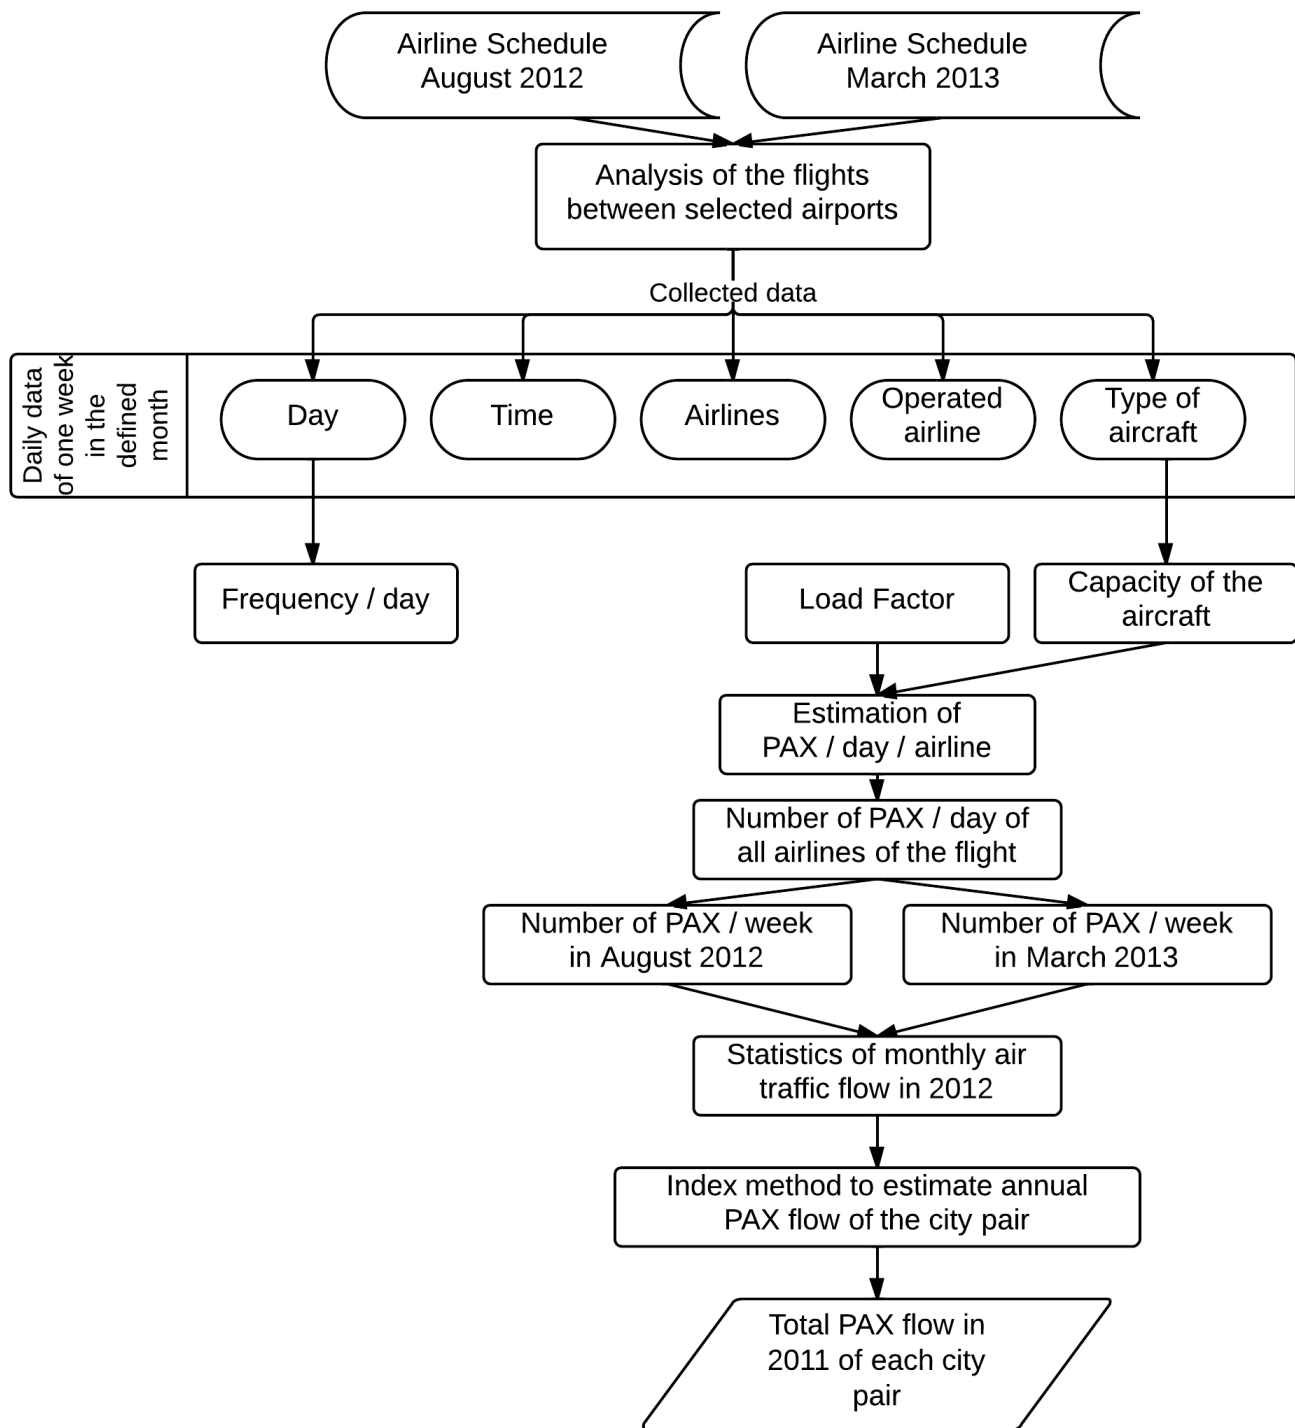 Airline Schedule
August 2012
Airline Schedule
March 2013
Analysis of the flights
between selected airports
Collected data
Daily data
of one week
in the
defined
month
Day
Time
Airlines
Operated
airline
Type of
aircraft
Frequency / day
Load Factor
Capacity of the
aircraft
Estimation of
PAX / day / airline
Number of PAX / day of
all airlines of the flight
Number of PAX / week
in August 2012
Number of PAX / week
in March 2013
Statistics of monthly air
traffic flow in 2012
Index method to estimate annual
PAX flow of the city pair
Total PAX flow in
2011 of each city
pair